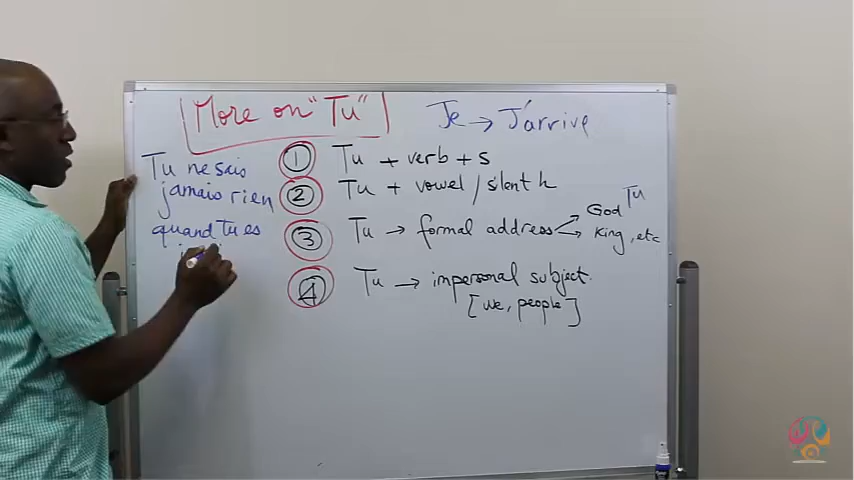 More on "Tu"
Je → J'arrive
Tu ne sais
jamais rien
quand Tu es
1 Tu + verb + s
2 Tu + vowel / silent h
3 Tu → formal address
God Tu
King, etc
4 Tu → impersonal subject.
[we, people]